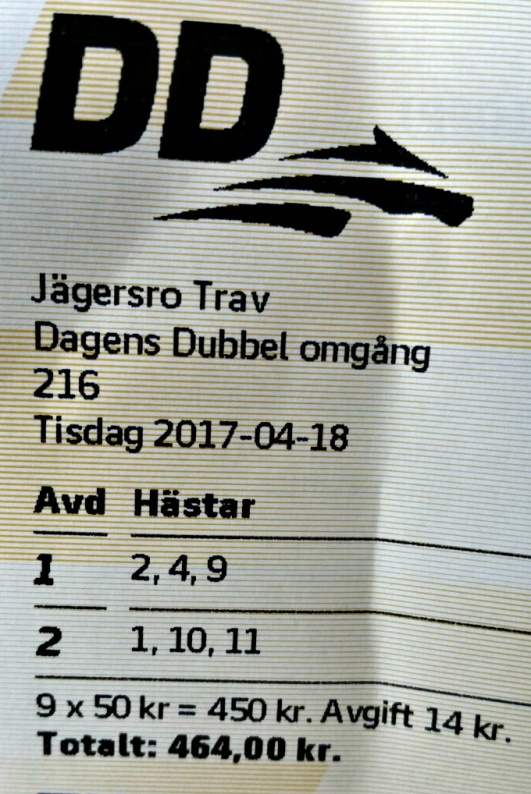 DD
Jägersro Trav
Dagens Dubbel omgång
216
Tisdag 2017-04-18
Avd Hästar
1 2, 4, 9
2 1, 10, 11
9 x 50 kr = 450 kr. Avgift 14 kr.
Totalt: 464,00 kr.